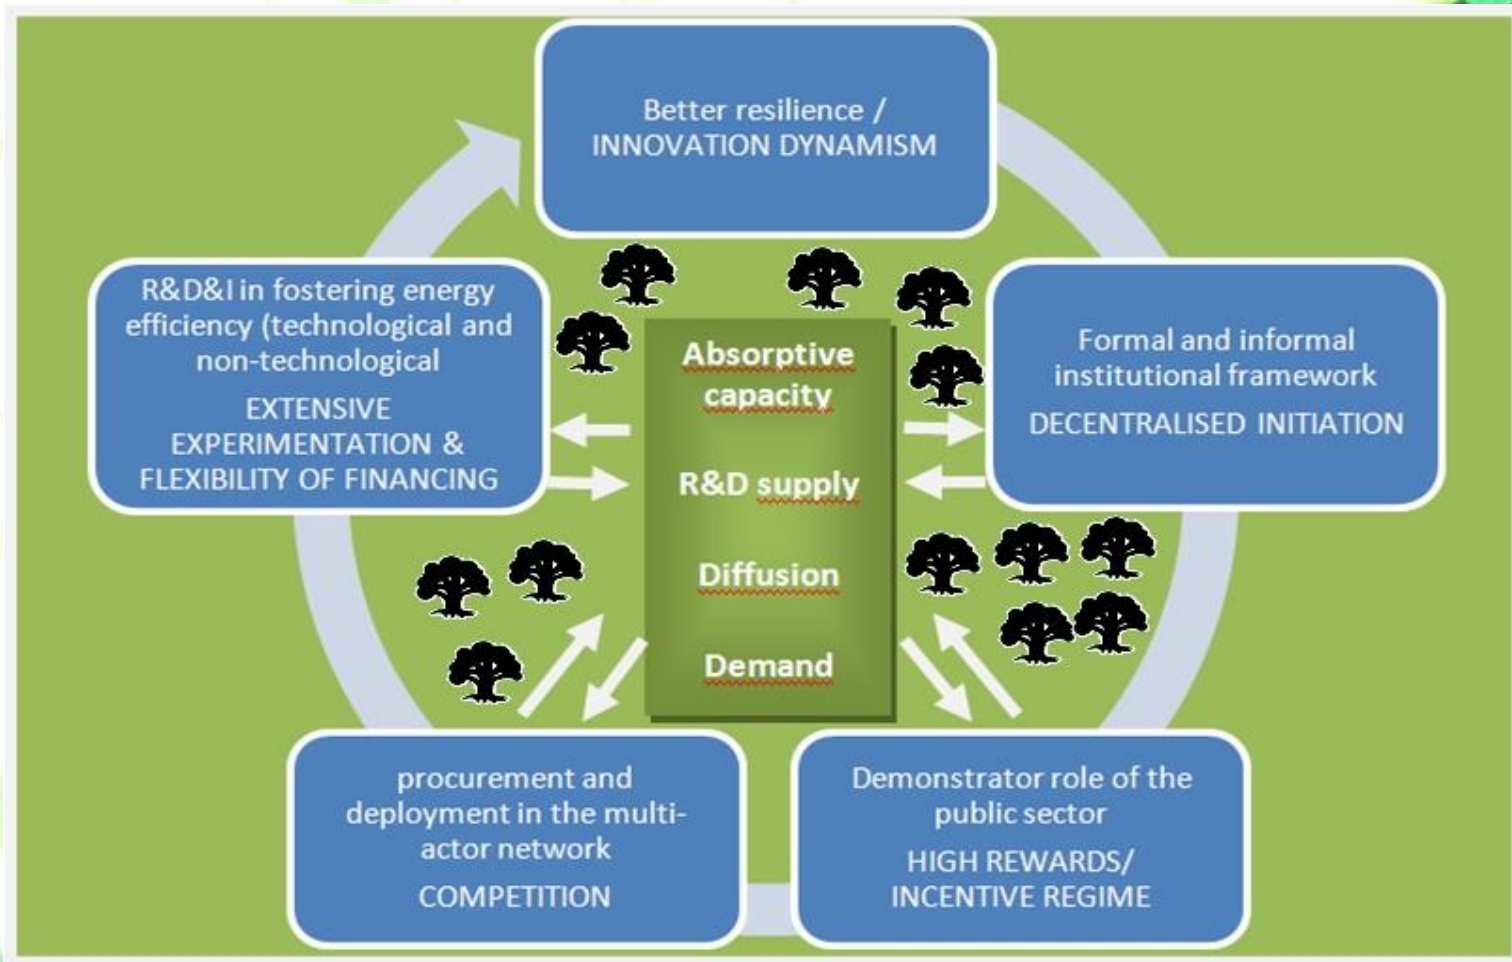 Better resilience /
INNOVATION DYNAMISM
R&D&I in fostering energy
efficiency (technological and
non-technological
EXTENSIVE
EXPERIMENTATION &
FLEXIBILITY OF FINANCING
Absorptive
capacity
R&D supply
Diffusion
Demand
Formal and informal
institutional framework
DECENTRALISED INITIATION
procurement and
deployment in the multi-
actor network
COMPETITION
Demonstrator role of the
public sector
HIGH REWARDS/
INCENTIVE REGIME